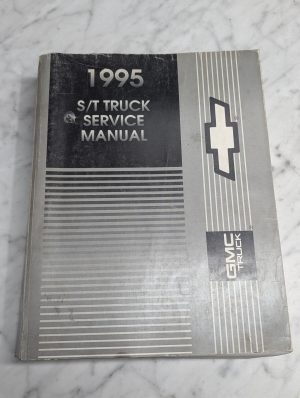 1995
S/T TRUCK
SERVICE
MANUAL
GMC
TRUCK